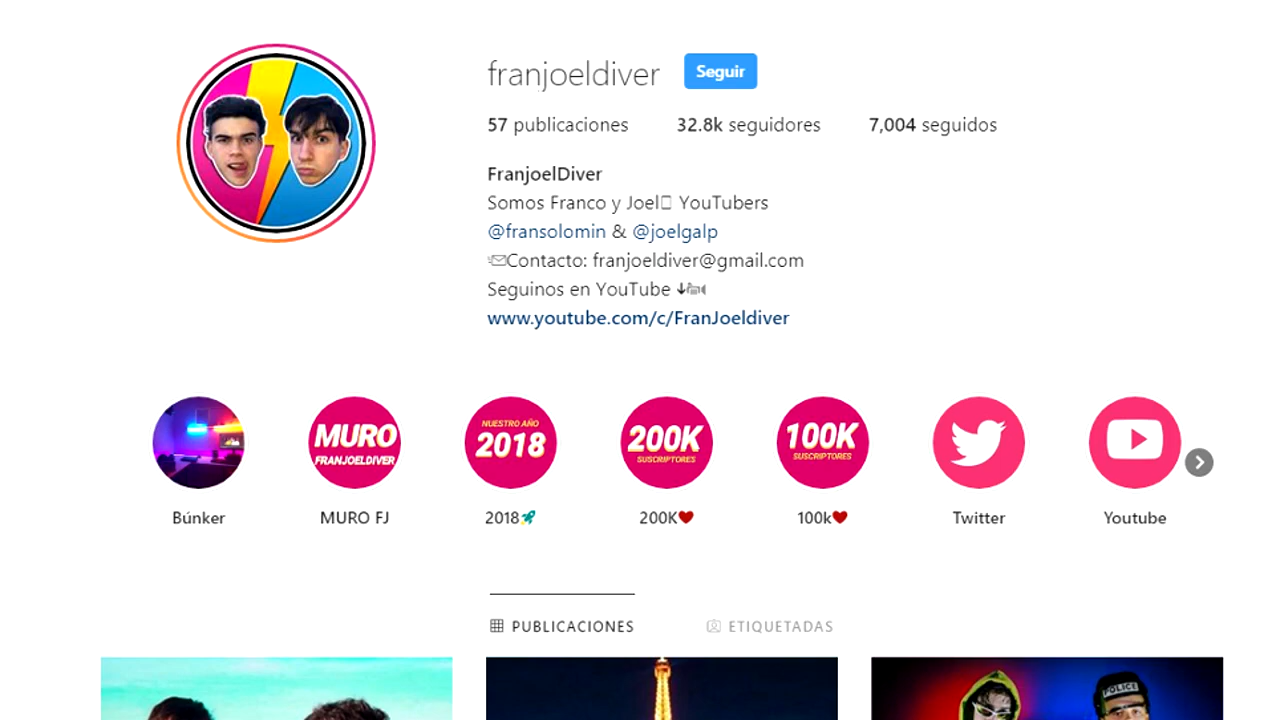 franjoeldiver Seguir
57 publicaciones 32.8k seguidores 7,004 seguidos
FranjoelDiver
Somos Franco y Joel YouTubers
@fransolomin & @joelgalp
Contacto: franjoeldiver@gmail.com
Seguinos en YouTube
www.youtube.com/c/FranJoeldiver
MURO
FRANJOELDIVER
NUESTRO AÑO
2018
200K
SUSCRIPTORES
100K
SUSCRIPTORES
Búnker MURO FJ 2018🚀 200K❤ 100k❤ Twitter Youtube
PUBLICACIONES ETIQUETADAS
POLICE